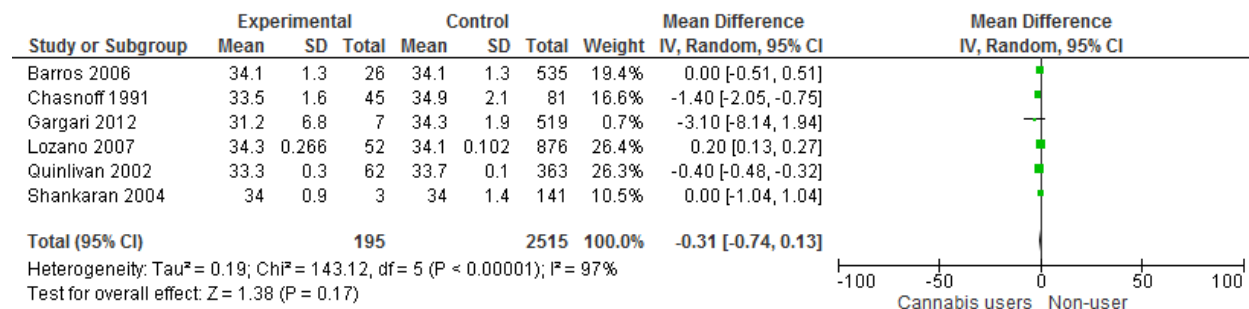 Experimental Control Mean Difference Mean Difference
Study or Subgroup Mean SD Total Mean SD Total Weight IV, Random, 95% CI IV, Random, 95% CI
Barros 2006 34.1 1.3 26 34.1 1.3 535 19.4% 0.00 [-0.51, 0.51]
Chasnoff 1991 33.5 1.6 45 34.9 2.1 81 16.6% -1.40 [-2.05, -0.75]
Gargari 2012 31.2 6.8 7 34.3 1.9 519 0.7% -3.10 [-8.14, 1.94]
Lozano 2007 34.3 0.266 52 34.1 0.102 876 26.4% 0.20 [0.13, 0.27]
Quinlivan 2002 33.3 0.3 62 33.7 0.1 363 26.3% -0.40 [-0.48, -0.32]
Shankaran 2004 34 0.9 3 34 1.4 141 10.5% 0.00 [-1.04, 1.04]
Total (95% CI) 195 2515 100.0% -0.31 [-0.74, 0.13]
Heterogeneity: Tau² = 0.19; Chi² = 143.12, df = 5 (P < 0.00001); I² = 97%
Test for overall effect: Z = 1.38 (P = 0.17)
-100 -50 0 50 100
Cannabis users Non-user